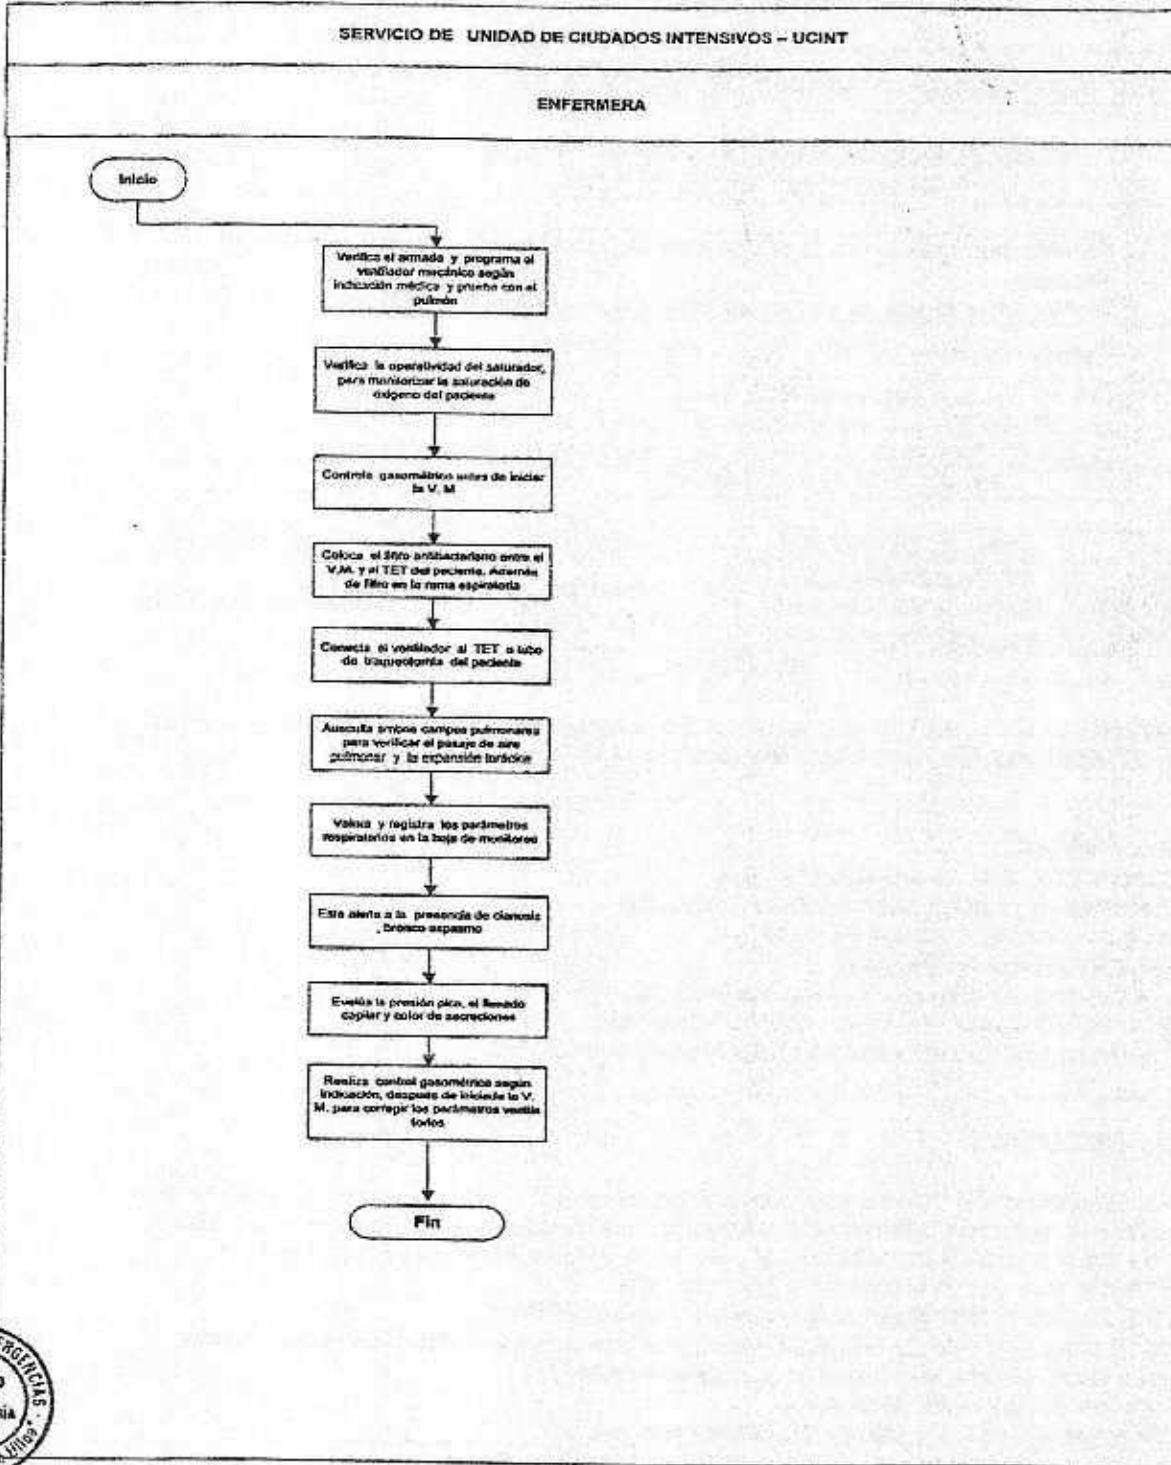 SERVICIO DE UNIDAD DE CIUDADOS INTENSIVOS – UCINT
ENFERMERA
Inicio
Verifica el armado y programa el
ventilador mecánico según
indicación médica y prueba con el
pulmón
Verifica la operatividad del saturador,
para monitorizar la saturación de
oxigeno del paciente
Controla gasométrico antes de iniciar
la V. M
Coloca el filtro antibacteriano entre el
V.M. y el TET del paciente. Además
de filtro en la rama espiratoria
Conecta el ventilador al TET o tubo
de traqueotomía del paciente
Ausculta ambos campos pulmonares
para verificar el pasaje de aire
pulmonar y la expansión torácica
Valora y registra los parámetros
respiratorios en la hoja de monitoreo
Esta alerta a la presencia de cianosis
, bronco espasmo
Evalúa la presión pico, el llenado
capilar y color de secreciones
Realiza control gasométrico según
indicación, después de iniciada la V.
M. para corregir los parámetros ventila
torios
Fin